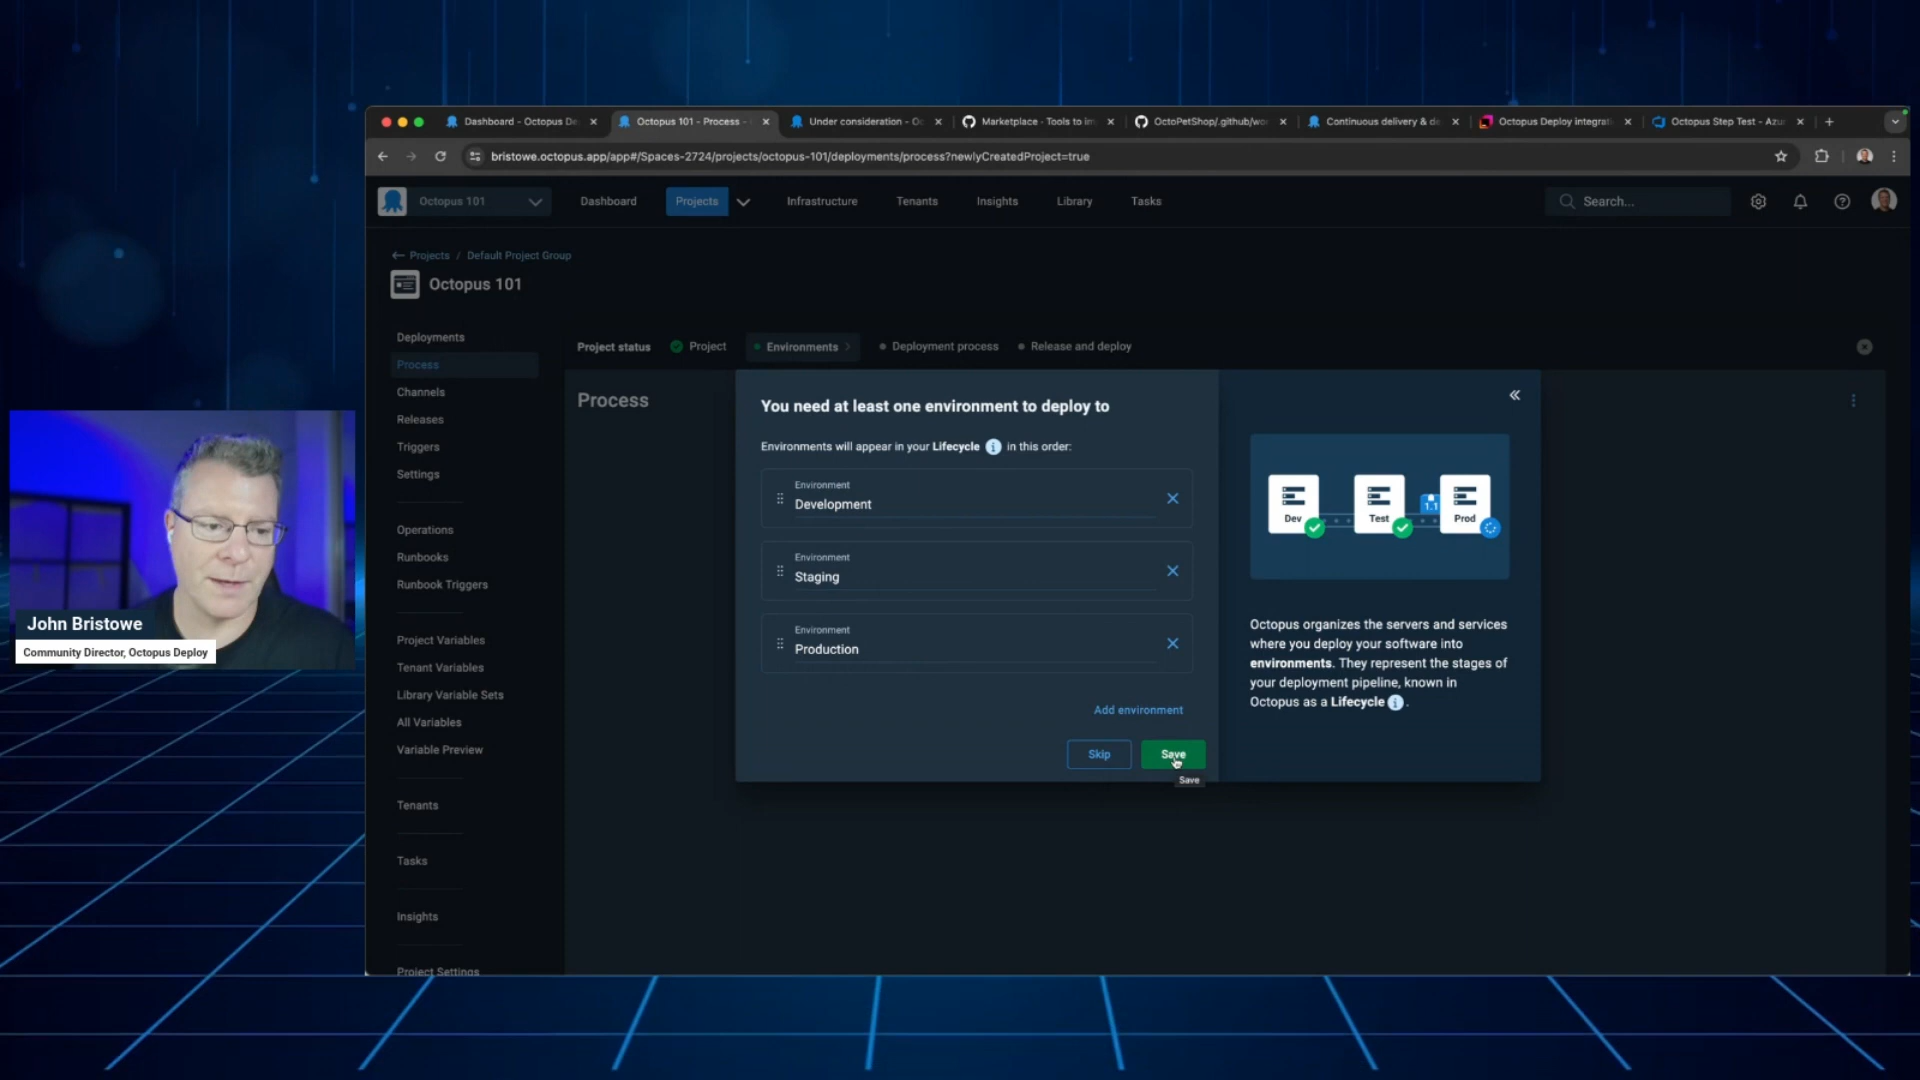 Dashboard - Octopus De
Octopus 101 - Process -
Under consideration - Oc
Marketplace - Tools to im
OctoPetShop/.github/wor
Continuous delivery & de
Octopus Deploy integrati
Octopus Step Test - Azur
bristowe.octopus.app/app#/Spaces-2724/projects/octopus-101/deployments/process?newlyCreatedProject=true
Octopus 101
Dashboard
Projects
Infrastructure
Tenants
Insights
Library
Tasks
Search...
Projects / Default Project Group
Octopus 101
Deployments
Process
Channels
Releases
Triggers
Settings
Operations
Runbooks
Runbook Triggers
Project Variables
Tenant Variables
Library Variable Sets
All Variables
Variable Preview
Tenants
Tasks
Insights
Project Settings
Project status
Project
Environments
Deployment process
Release and deploy
Process
You need at least one environment to deploy to
Environments will appear in your Lifecycle i in this order:
Environment
Development
Environment
Staging
Environment
Production
Add environment
Skip
Save
Save
Dev
Test
1.1
Prod
Octopus organizes the servers and services
where you deploy your software into
environments. They represent the stages of
your deployment pipeline, known in
Octopus as a Lifecycle i .
John Bristowe
Community Director, Octopus Deploy